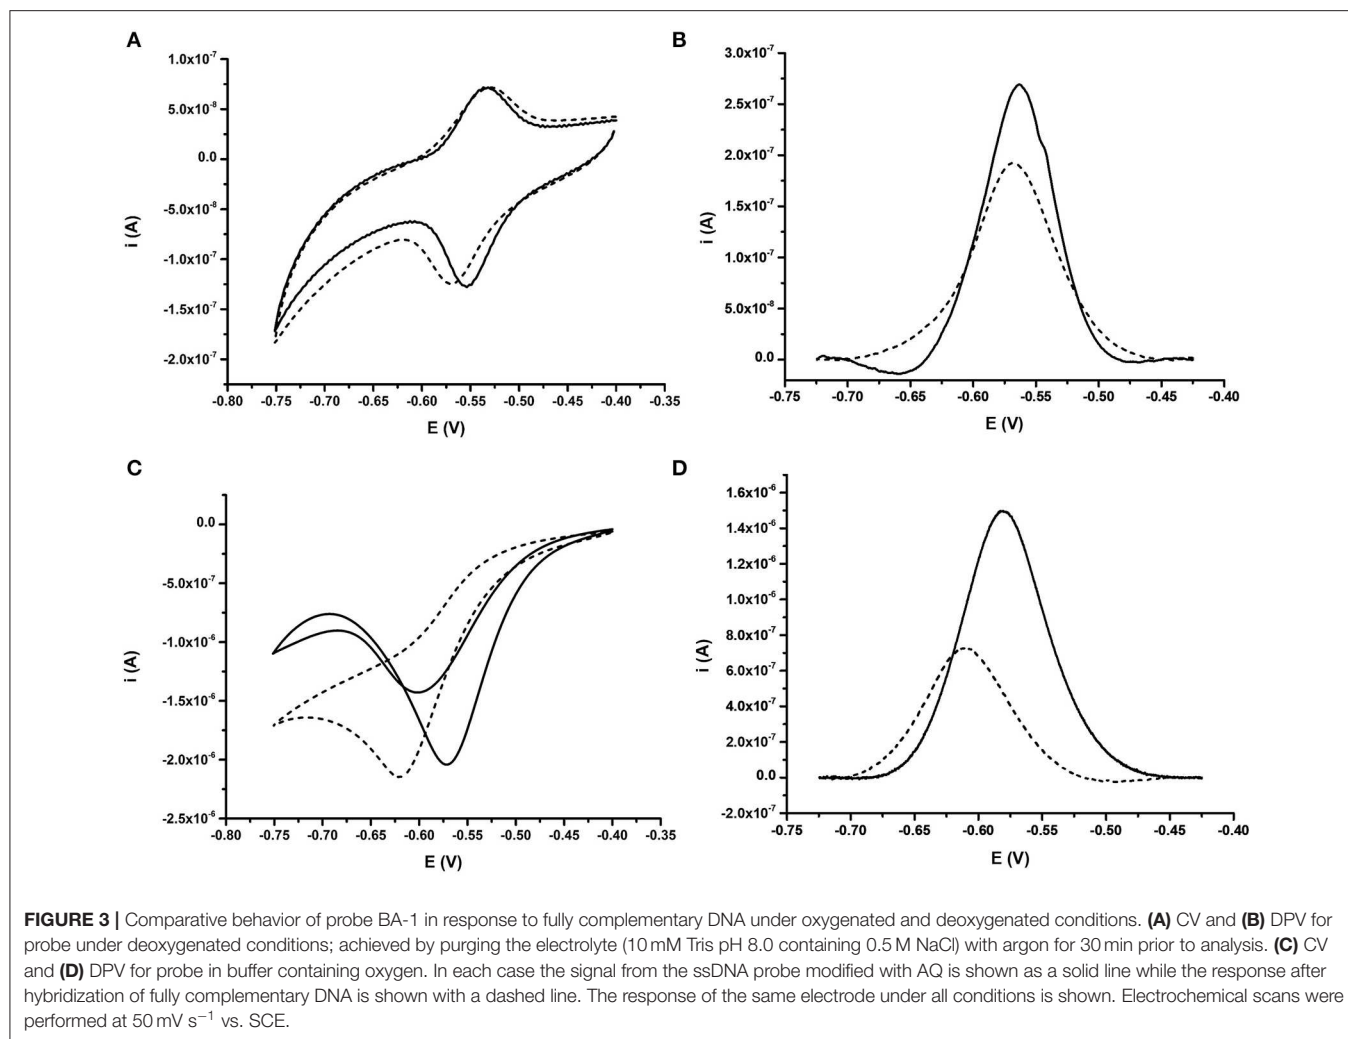 A
1.0x10⁻⁷
5.0x10⁻⁸
0.0
-5.0x10⁻⁸
-1.0x10⁻⁷
-1.5x10⁻⁷
-2.0x10⁻⁷
i (A)
-0.80 -0.75 -0.70 -0.65 -0.60 -0.55 -0.50 -0.45 -0.40 -0.35
E (V)
B
3.0x10⁻⁷
2.5x10⁻⁷
2.0x10⁻⁷
1.5x10⁻⁷
1.0x10⁻⁷
5.0x10⁻⁸
0.0
i (A)
-0.75 -0.70 -0.65 -0.60 -0.55 -0.50 -0.45 -0.40
E (V)
C
0.0
-5.0x10⁻⁷
-1.0x10⁻⁶
-1.5x10⁻⁶
-2.0x10⁻⁶
-2.5x10⁻⁶
i (A)
-0.80 -0.75 -0.70 -0.65 -0.60 -0.55 -0.50 -0.45 -0.40 -0.35
E (V)
D
1.6x10⁻⁶
1.4x10⁻⁶
1.2x10⁻⁶
1.0x10⁻⁶
8.0x10⁻⁷
6.0x10⁻⁷
4.0x10⁻⁷
2.0x10⁻⁷
0.0
-2.0x10⁻⁷
i (A)
-0.75 -0.70 -0.65 -0.60 -0.55 -0.50 -0.45 -0.40
E (V)
FIGURE 3 | Comparative behavior of probe BA-1 in response to fully complementary DNA under oxygenated and deoxygenated conditions. (A) CV and (B) DPV for
probe under deoxygenated conditions; achieved by purging the electrolyte (10 mM Tris pH 8.0 containing 0.5 M NaCl) with argon for 30 min prior to analysis. (C) CV
and (D) DPV for probe in buffer containing oxygen. In each case the signal from the ssDNA probe modified with AQ is shown as a solid line while the response after
hybridization of fully complementary DNA is shown with a dashed line. The response of the same electrode under all conditions is shown. Electrochemical scans were
performed at 50 mV s⁻¹ vs. SCE.